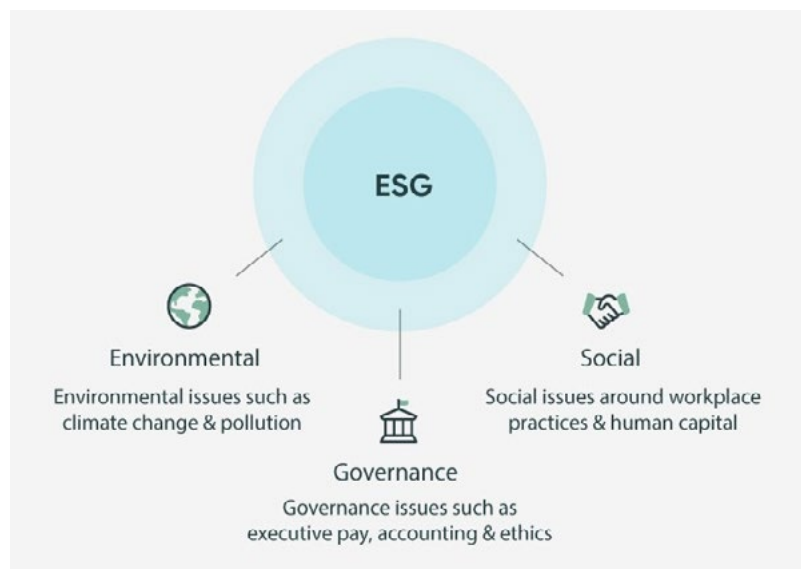 ESG
Environmental
Environmental issues such as
climate change & pollution
Social
Social issues around workplace
practices & human capital
Governance
Governance issues such as
executive pay, accounting & ethics